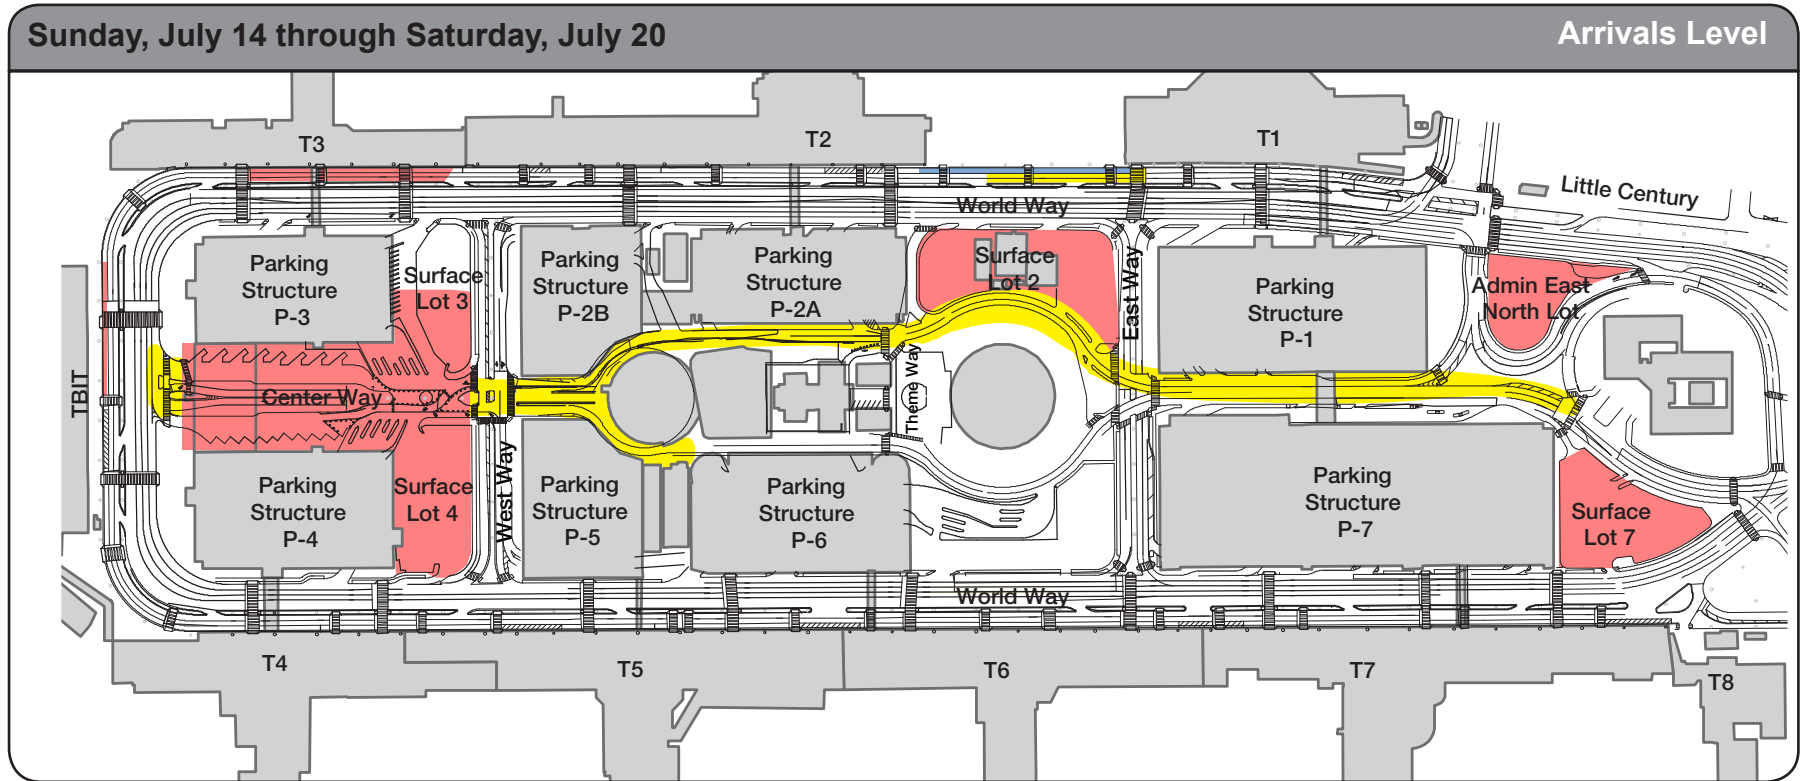 Sunday, July 14 through Saturday, July 20
Arrivals Level
T3
T2
T1
Little Century
World Way
Parking
Structure
P-3
Surface
Lot 3
Parking
Structure
P-2B
Parking
Structure
P-2A
Surface
Lot 2
East Way
Parking
Structure
P-1
Admin East
North Lot
TBIT
Center Way
Theme Way
West Way
Parking
Structure
P-4
Surface
Lot 4
Parking
Structure
P-5
Parking
Structure
P-6
Parking
Structure
P-7
Surface
Lot 7
World Way
T4
T5
T6
T7
T8